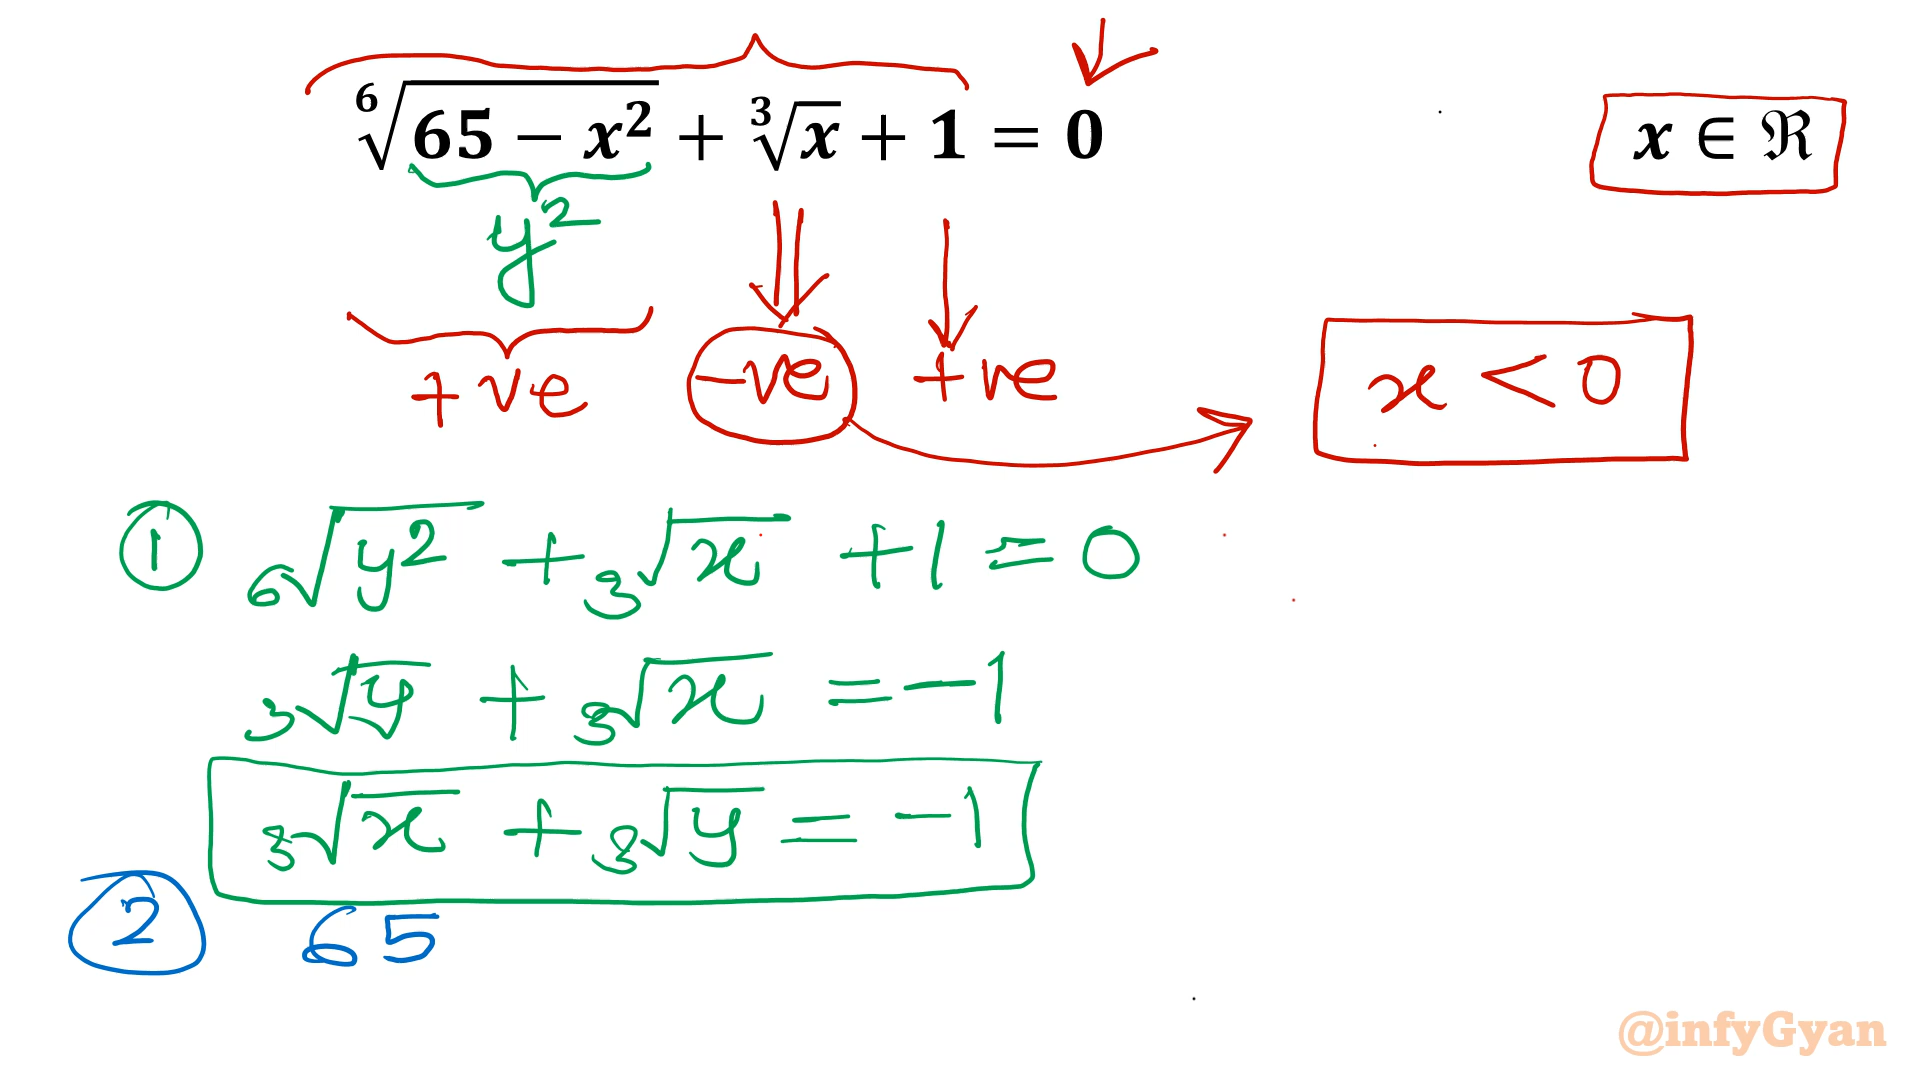 ⁶√(65 − x²) + ³√x + 1 = 0
x ∈ ℜ
y²
+ve -ve +ve
x < 0
① ⁶√y² + ³√x + 1 = 0
³√y + ³√x = -1
³√x + ³√y = -1
② 65
@infyGyan